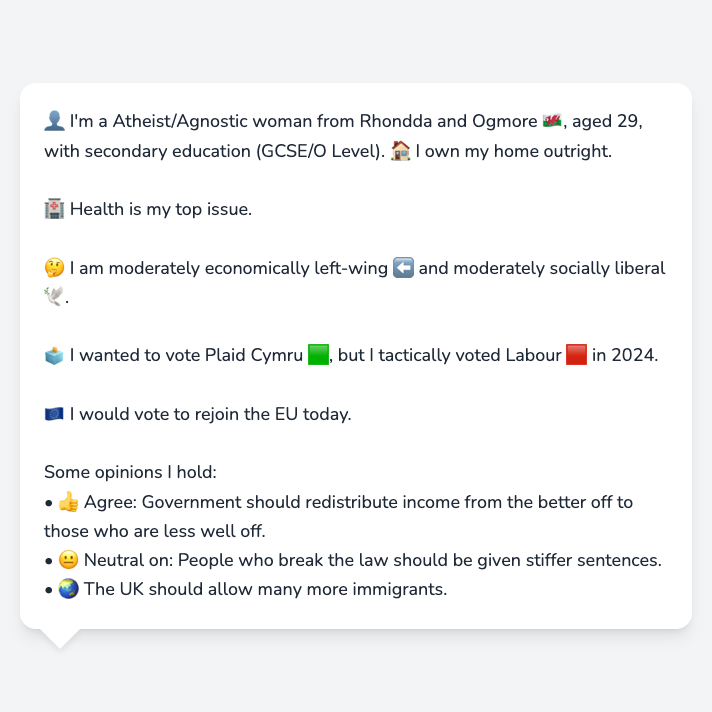 👤 I'm a Atheist/Agnostic woman from Rhondda and Ogmore 🏴󠁧󠁢󠁷󠁬󠁳󠁿, aged 29,
with secondary education (GCSE/O Level). 🏠 I own my home outright.
🏥 Health is my top issue.
🤔 I am moderately economically left-wing ⬅️ and moderately socially liberal
🕊️.
🗳️ I wanted to vote Plaid Cymru 🟩, but I tactically voted Labour 🟥 in 2024.
🇪🇺 I would vote to rejoin the EU today.
Some opinions I hold:
• 👍 Agree: Government should redistribute income from the better off to
those who are less well off.
• 😐 Neutral on: People who break the law should be given stiffer sentences.
• 🌏 The UK should allow many more immigrants.